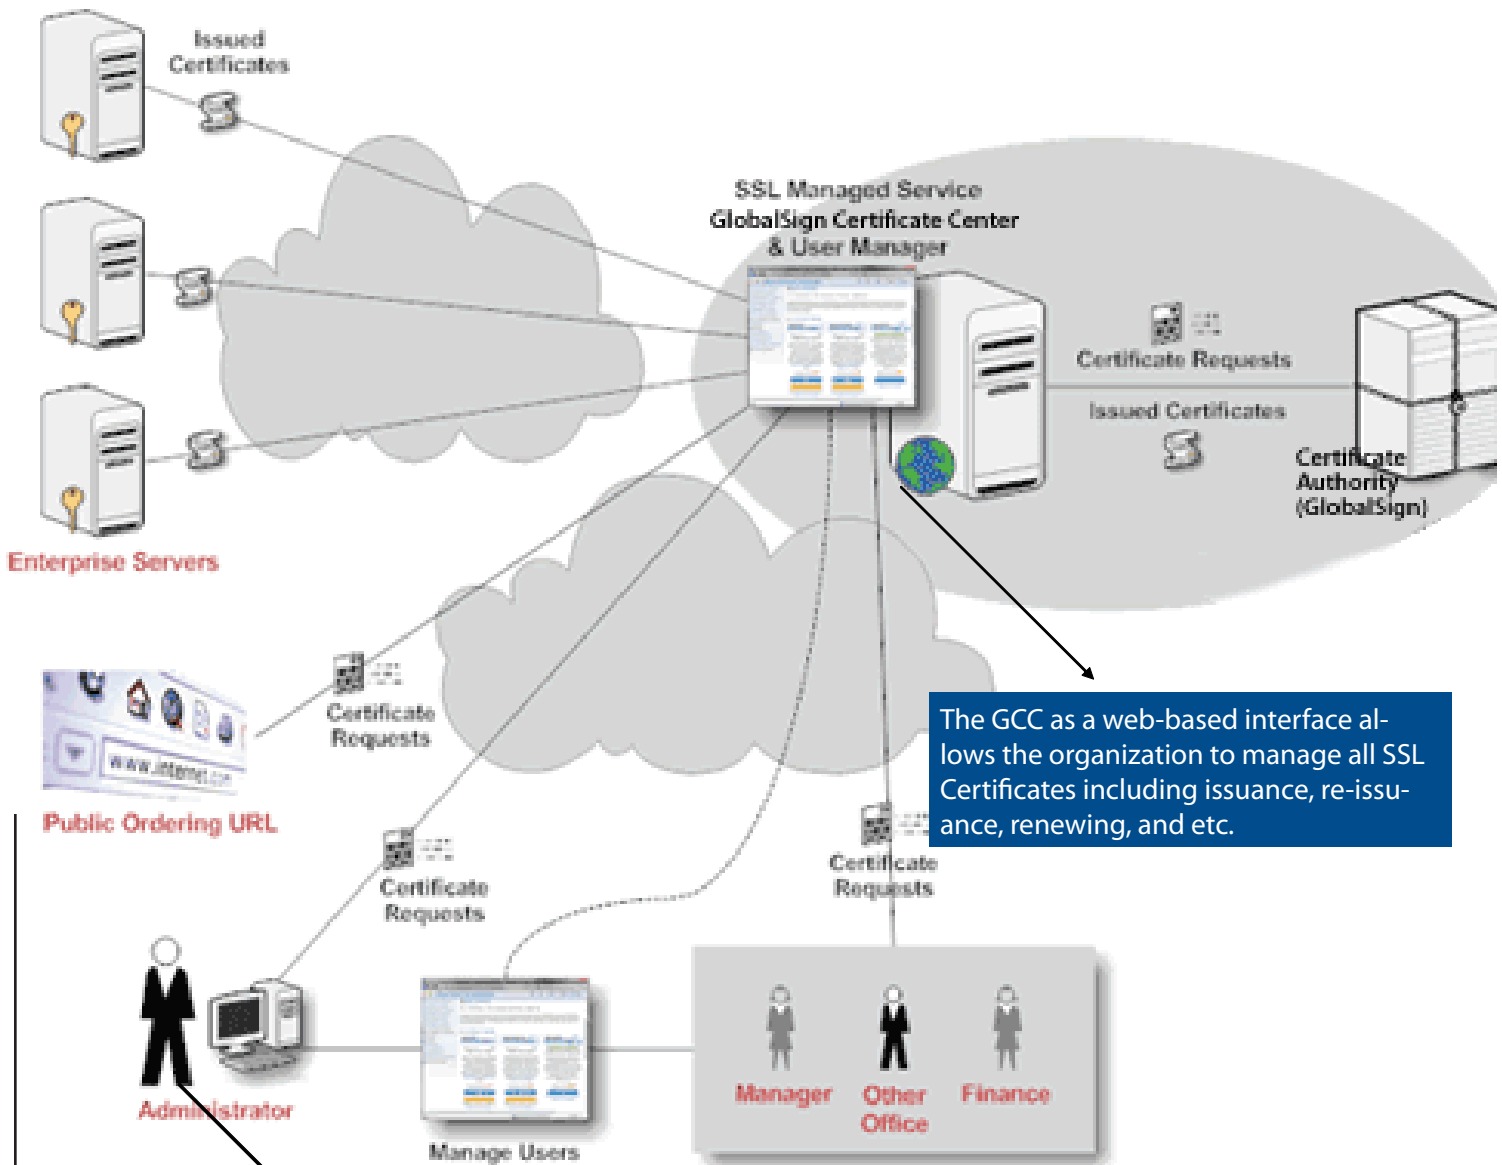 Issued
Certificates
SSL Managed Service
GlobalSign Certificate Center
& User Manager
Certificate Requests
Issued Certificates
Certificate
Authority
(GlobalSign)
Enterprise Servers
www.internet.com
Public Ordering URL
Certificate
Requests
The GCC as a web-based interface al-
lows the organization to manage all SSL
Certificates including issuance, re-issu-
ance, renewing, and etc.
Certificate
Requests
Certificate
Requests
Administrator
Manage Users
Manager
Other
Office
Finance